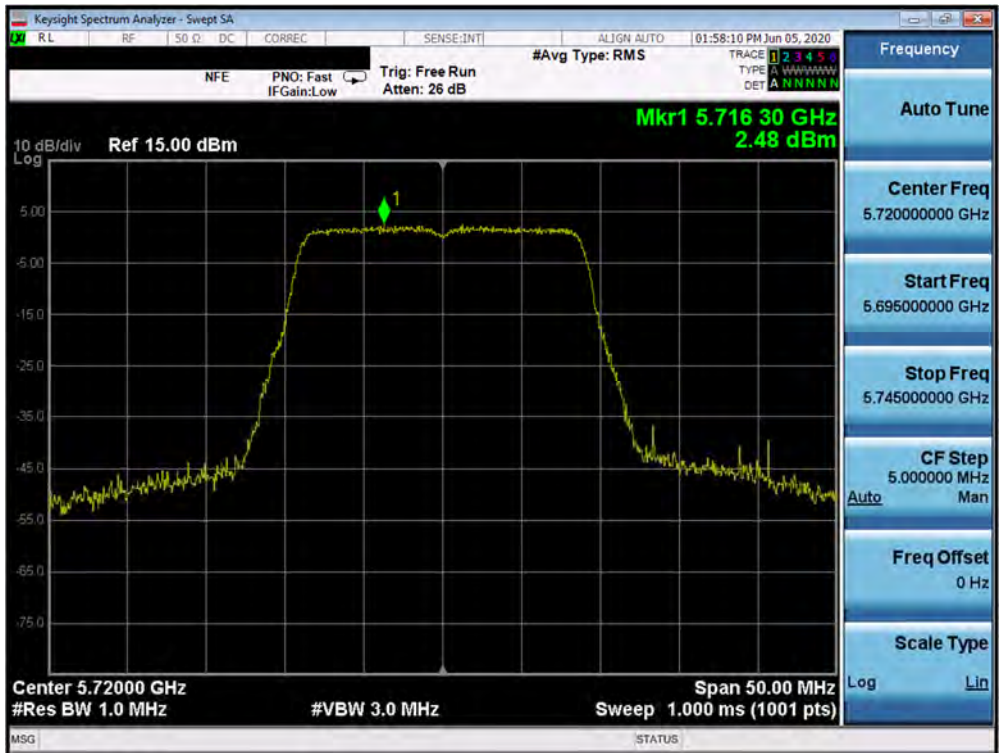 Keysight Spectrum Analyzer - Swept SA
LXI RL RF 50 Ω DC CORREC SENSE:INT ALIGN AUTO 01:58:10 PM Jun 05, 2020
NFE PNO: Fast Trig: Free Run #Avg Type: RMS TRACE 1 2 3 4 5 6
IFGain:Low Atten: 26 dB TYPE A WWWWW
DET A N N N N N
Mkr1 5.716 30 GHz
2.48 dBm
10 dB/div Ref 15.00 dBm
Log
1
5.00
-5.00
-15.0
-25.0
-35.0
-45.0
-55.0
-65.0
-75.0
Center 5.72000 GHz Span 50.00 MHz
#Res BW 1.0 MHz #VBW 3.0 MHz Sweep 1.000 ms (1001 pts)
MSG STATUS
Frequency
Auto Tune
Center Freq
5.720000000 GHz
Start Freq
5.695000000 GHz
Stop Freq
5.745000000 GHz
CF Step
5.000000 MHz
Auto Man
Freq Offset
0 Hz
Scale Type
Log Lin